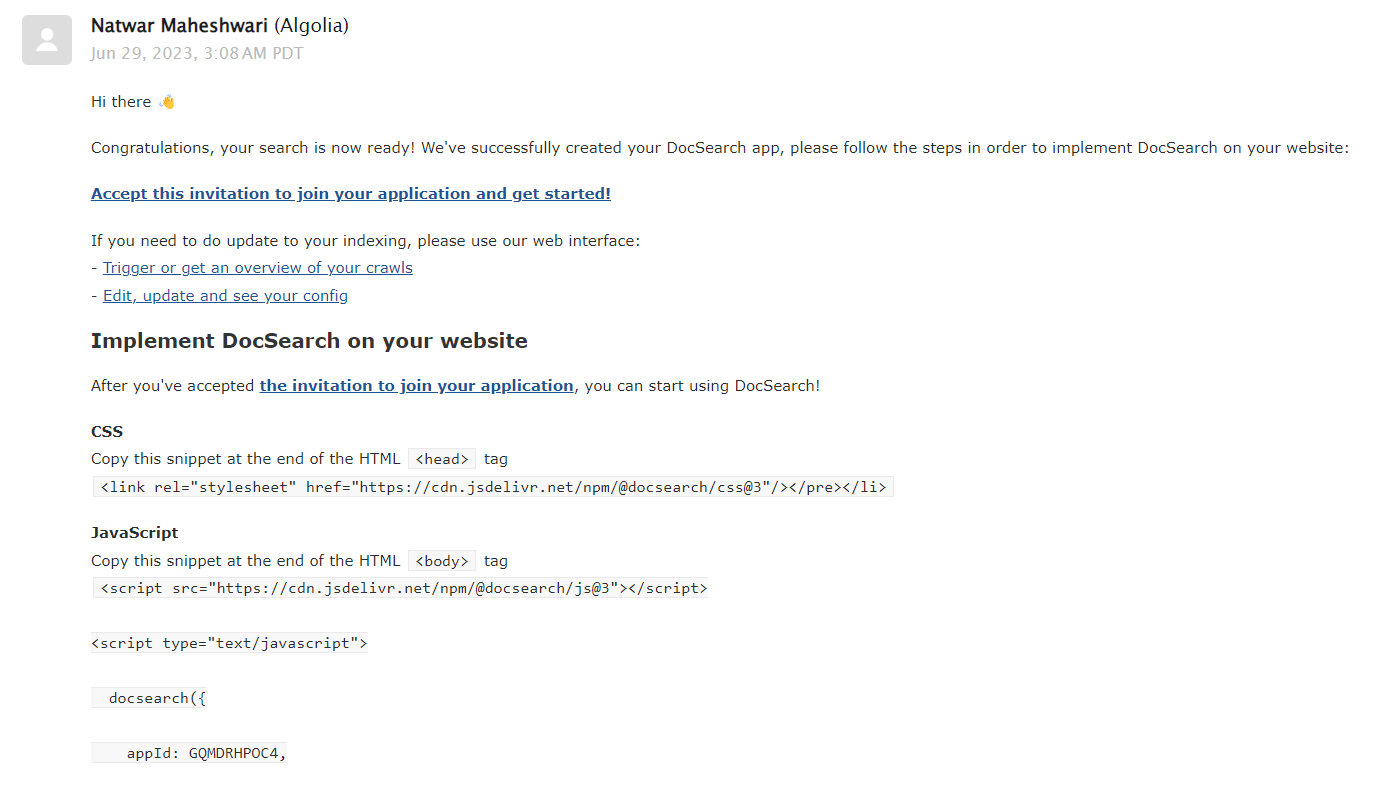 Natwar Maheshwari (Algolia)
Jun 29, 2023, 3:08 AM PDT
Hi there 👋
Congratulations, your search is now ready! We've successfully created your DocSearch app, please follow the steps in order to implement DocSearch on your website:
Accept this invitation to join your application and get started!
If you need to do update to your indexing, please use our web interface:
- Trigger or get an overview of your crawls
- Edit, update and see your config
Implement DocSearch on your website
After you've accepted the invitation to join your application, you can start using DocSearch!
CSS
Copy this snippet at the end of the HTML <head> tag
<link rel="stylesheet" href="https://cdn.jsdelivr.net/npm/@docsearch/css@3"/></pre></li>
JavaScript
Copy this snippet at the end of the HTML <body> tag
<script src="https://cdn.jsdelivr.net/npm/@docsearch/js@3"></script>
<script type="text/javascript">
docsearch({
appId: GQMDRHPOC4,